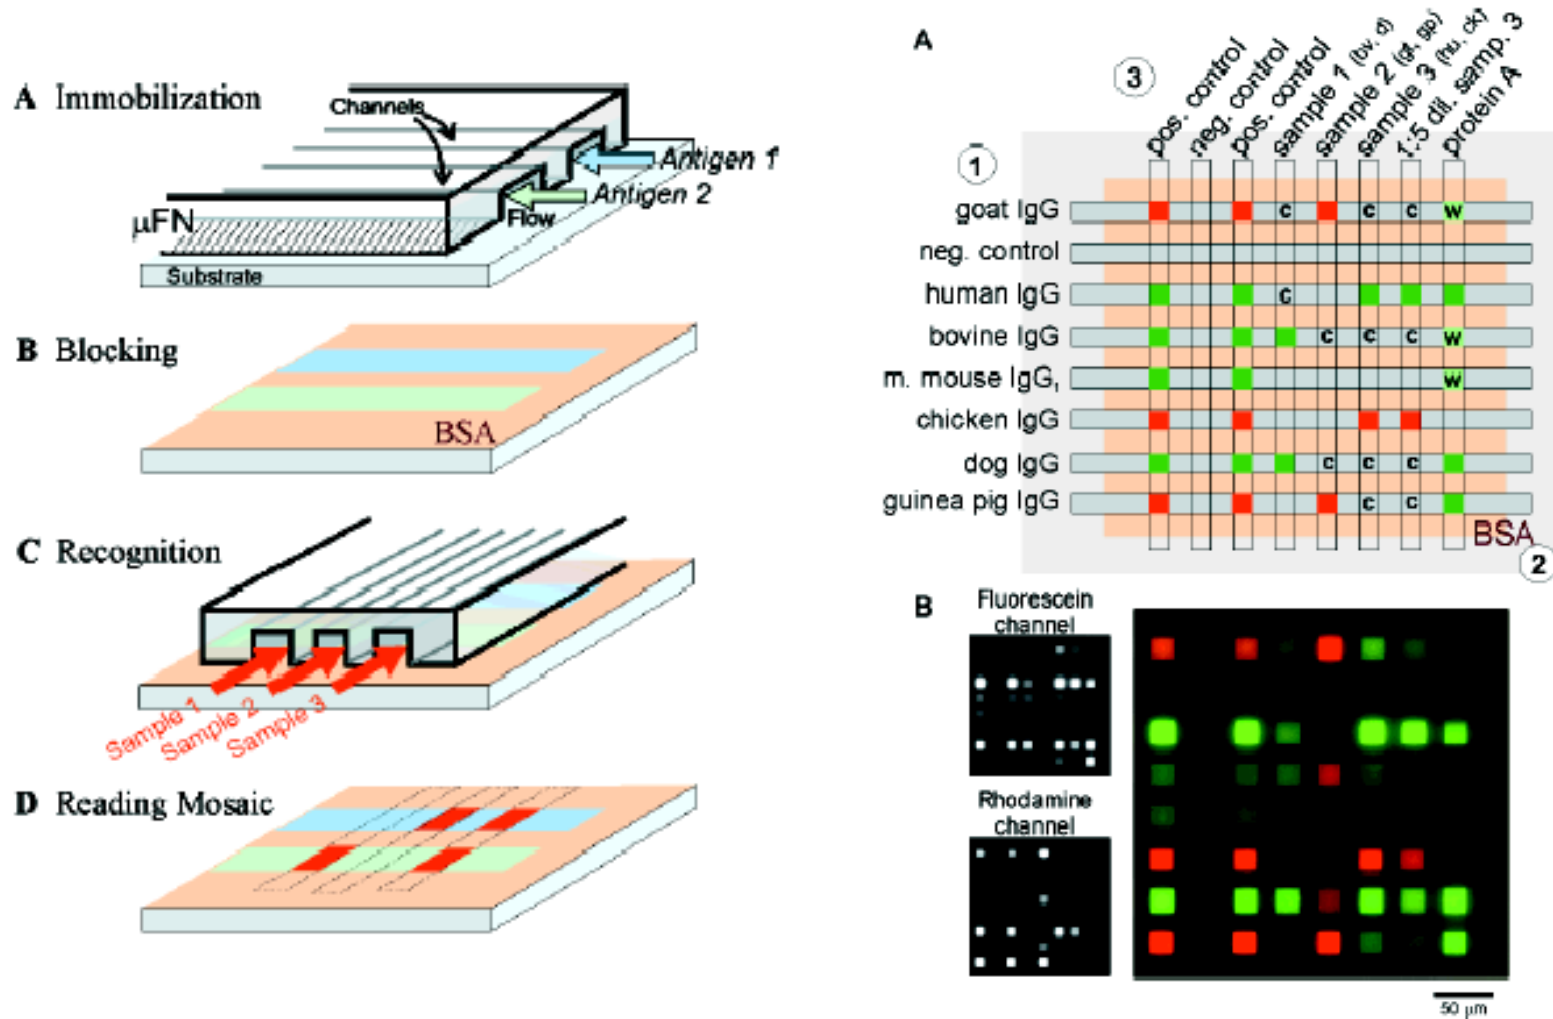 A Immobilization
Channels
Antigen 1
Antigen 2
Flow
µFN
Substrate
B Blocking
BSA
C Recognition
Sample 1
Sample 2
Sample 3
D Reading Mosaic
A
3
pos. control
neg. control
pos. control
sample 1 (bv, d)
sample 2 (gt, gp)
sample 3 (hu, ck)
1:5 dil. samp. 3
protein A
1
goat IgG
c
c
c
w
neg. control
human IgG
c
bovine IgG
c
c
c
w
m. mouse IgG,
w
chicken IgG
dog IgG
c
c
c
guinea pig IgG
c
c
BSA
2
B
Fluorescein
channel
Rhodamine
channel
50 µm